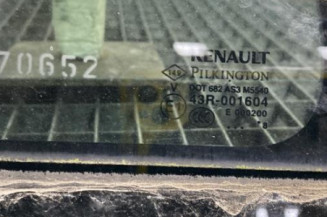 70652
RENAULT
PILKINGTON
DOT 682 AS3 M5540
43R-001604